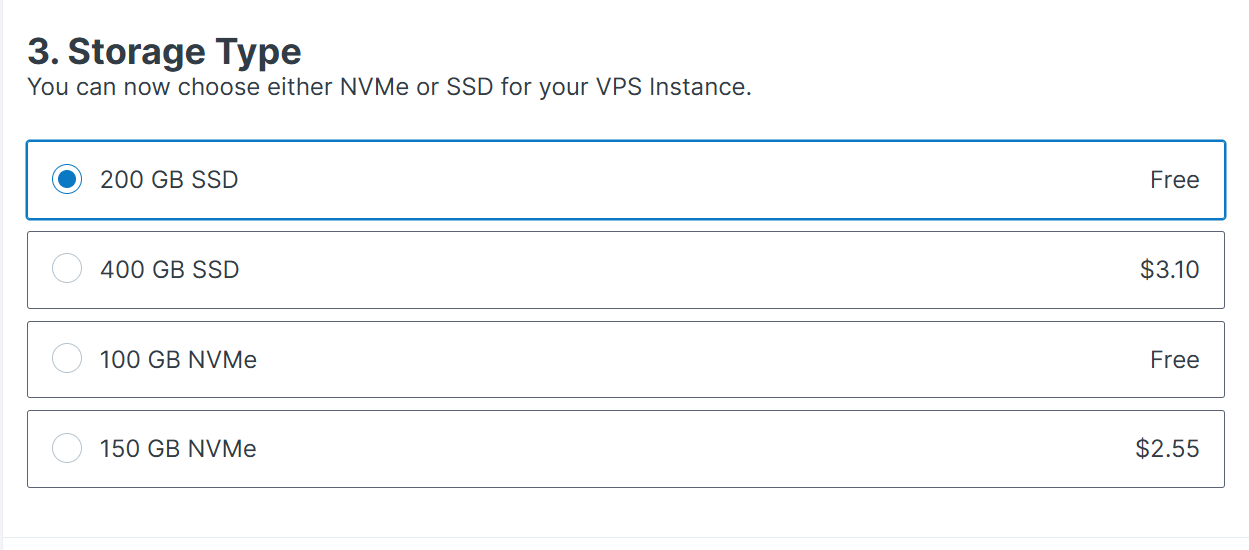 3. Storage Type
You can now choose either NVMe or SSD for your VPS Instance.
200 GB SSD Free
400 GB SSD $3.10
100 GB NVMe Free
150 GB NVMe $2.55